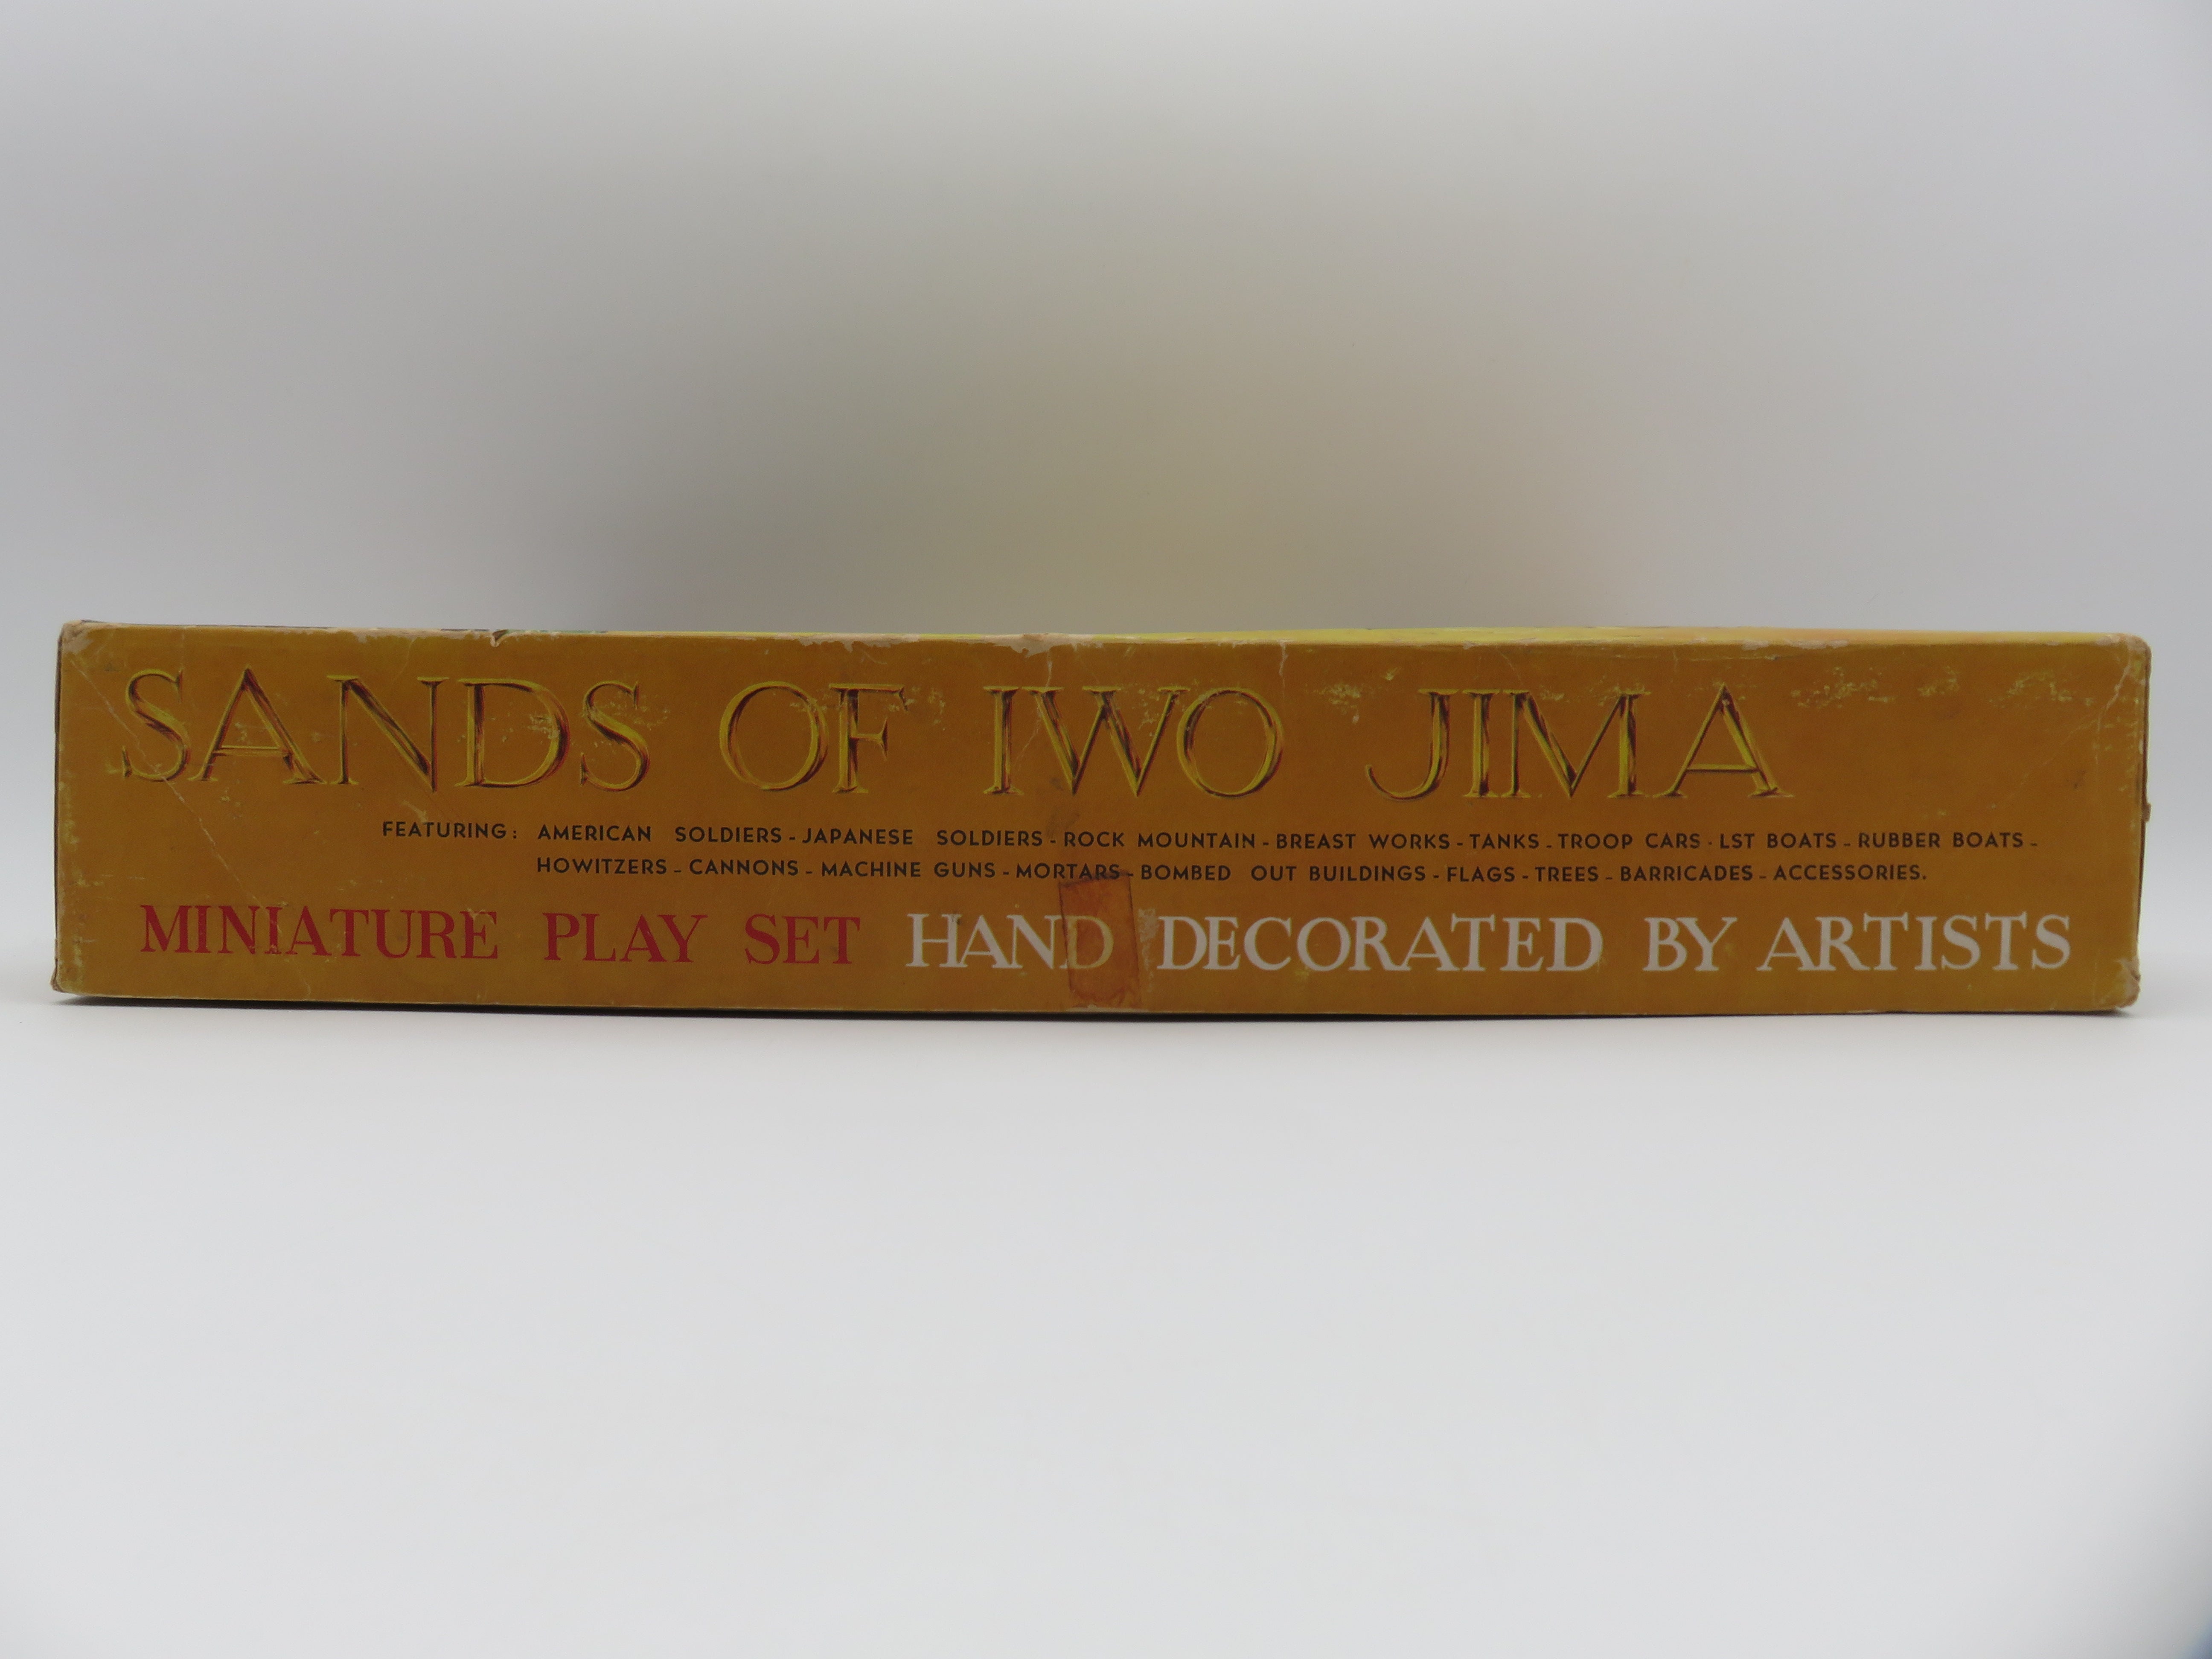 SANDS OF IWO JIMA
FEATURING: AMERICAN SOLDIERS - JAPANESE SOLDIERS - ROCK MOUNTAIN - BREAST WORKS - TANKS - TROOP CARS - LST BOATS - RUBBER BOATS -
HOWITZERS - CANNONS - MACHINE GUNS - MORTARS - BOMBED OUT BUILDINGS - FLAGS - TREES - BARRICADES - ACCESSORIES.
MINIATURE PLAY SET HAND DECORATED BY ARTISTS